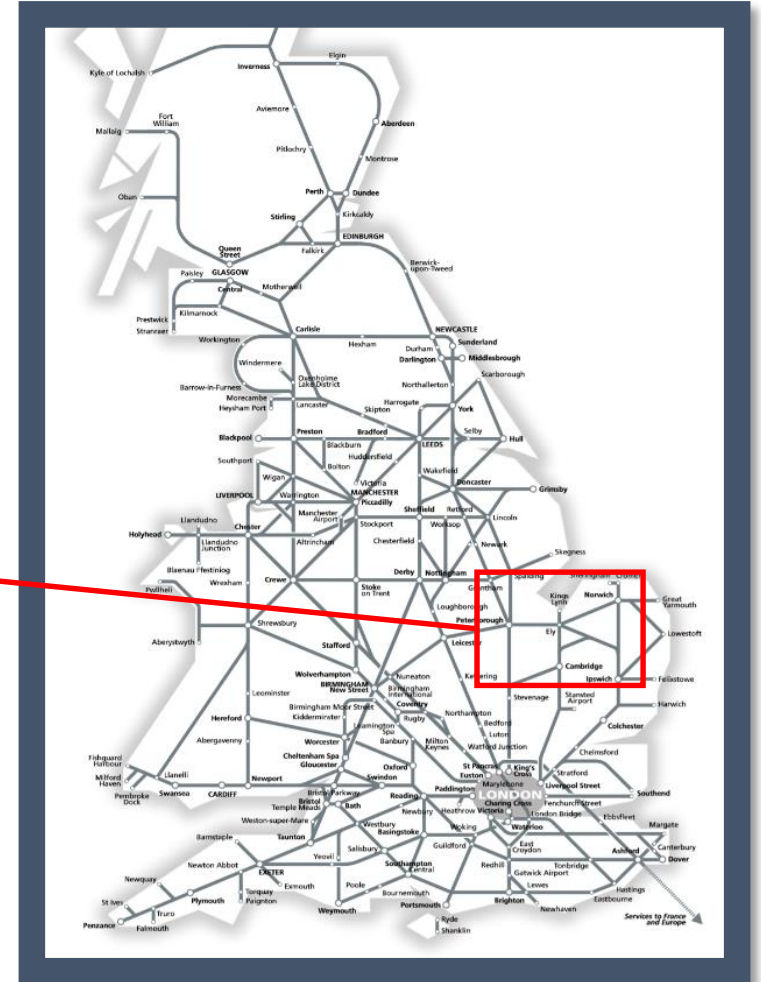 Elgin
Inverness
Kyle of Lochalsh
Aviemore
Fort
William
Aberdeen
Mallaig
Pitlochry
Montrose
Perth
Dundee
Oban
Stirling
Kirkcaldy
EDINBURGH
Queen
Street
Falkirk
Berwick-
upon-Tweed
Paisley
GLASGOW
Central
Motherwell
Prestwick
Kilmarnock
Stranraer
Carlisle
NEWCASTLE
Workington
Hexham
Sunderland
Durham
Darlington
Middlesbrough
Windermere
Scarborough
Oxenholme
Lake District
Barrow-in-Furness
Northallerton
Morecambe
Harrogate
Heysham Port
Lancaster
Skipton
York
Preston
Bradford
Selby
Blackpool
Blackburn
LEEDS
Hull
Huddersfield
Southport
Bolton
Wakefield
Wigan
Victoria
Doncaster
MANCHESTER
Grimsby
LIVERPOOL
Warrington
Piccadilly
Manchester
Airport
Sheffield
Retford
Llandudno
Stockport
Worksop
Lincoln
Holyhead
Chester
Llandudno
Junction
Altrincham
Chesterfield
Newark
Skegness
Blaenau Ffestiniog
Derby
Nottingham
Spalding
Pwllheli
Wrexham
Crewe
Stoke
on Trent
Grantham
Sheringham
Cromer
Kings
Lynn
Norwich
Great
Yarmouth
Loughborough
Peterborough
Ely
Lowestoft
Aberystwyth
Shrewsbury
Stafford
Leicester
Cambridge
Wolverhampton
Nuneaton
Kettering
Ipswich
Felixstowe
BIRMINGHAM
New Street
Birmingham
International
Leominster
Stevenage
Stansted
Airport
Harwich
Birmingham Moor Street
Coventry
Northampton
Hereford
Kidderminster
Rugby
Colchester
Leamington
Spa
Bedford
Abergavenny
Worcester
Banbury
Milton
Keynes
Luton
Watford Junction
Chelmsford
Cheltenham Spa
Gloucester
Oxford
St Pancras
King's
Cross
Stratford
Fishguard
Harbour
Euston
Llanelli
Newport
Swindon
Marylebone
Liverpool Street
Milford
Haven
Paddington
LONDON
Southend
Pembroke
Dock
Swansea
CARDIFF
Bristol Parkway
Reading
Charing Cross
Fenchurch Street
Bristol
Temple Meads
Bath
Newbury
Heathrow
Victoria
London Bridge
Ebbsfleet
Weston-super-Mare
Westbury
Waterloo
Margate
Barnstaple
Taunton
Basingstoke
Woking
East
Croydon
Canterbury
Salisbury
Guildford
Ashford
Dover
Newton Abbot
Yeovil
Southampton
Central
Redhill
Tonbridge
Newquay
EXETER
Gatwick Airport
Exmouth
Poole
Lewes
Hastings
St Ives
Torquay
Paignton
Bournemouth
Eastbourne
Plymouth
Weymouth
Portsmouth
Brighton
Newhaven
Truro
Ryde
Penzance
Falmouth
Shanklin
Services to France
and Europe